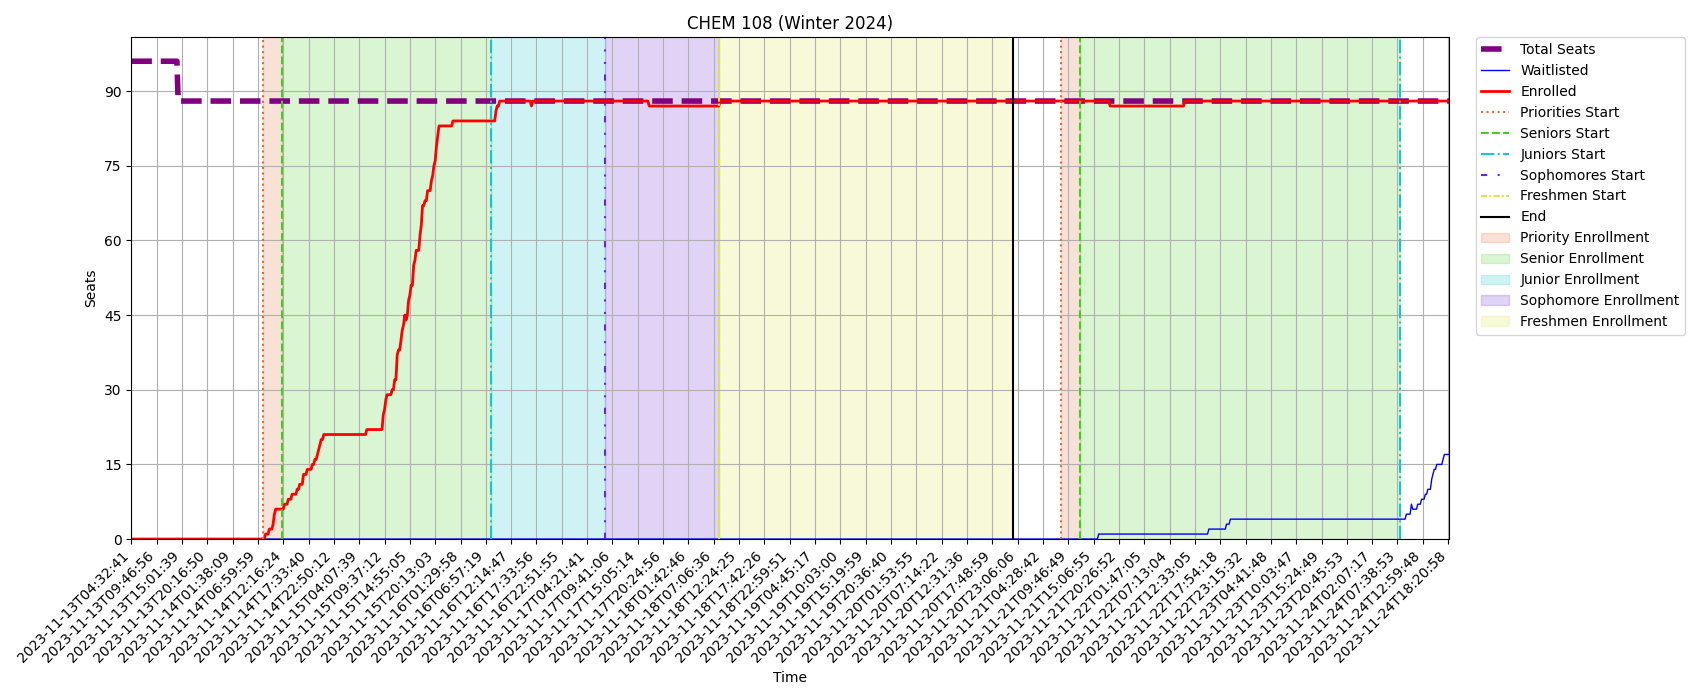 CHEM 108 (Winter 2024)
Seats
90
75
60
45
30
15
0
2023-11-13T04:32:41
2023-11-13T09:46:56
2023-11-13T15:01:39
2023-11-13T20:16:50
2023-11-14T01:38:09
2023-11-14T06:59:59
2023-11-14T12:16:24
2023-11-14T17:33:40
2023-11-14T22:50:12
2023-11-15T04:07:39
2023-11-15T09:37:12
2023-11-15T14:55:05
2023-11-15T20:13:03
2023-11-16T01:29:58
2023-11-16T06:57:19
2023-11-16T12:14:47
2023-11-16T17:33:56
2023-11-16T22:51:55
2023-11-17T04:21:41
2023-11-17T09:41:06
2023-11-17T15:05:14
2023-11-17T20:24:56
2023-11-18T01:42:46
2023-11-18T07:06:36
2023-11-18T12:24:25
2023-11-18T17:42:26
2023-11-18T22:59:51
2023-11-19T04:45:17
2023-11-19T10:03:00
2023-11-19T15:19:59
2023-11-19T20:36:40
2023-11-20T01:53:55
2023-11-20T07:14:22
2023-11-20T12:31:36
2023-11-20T17:48:59
2023-11-20T23:06:06
2023-11-21T04:28:42
2023-11-21T09:46:49
2023-11-21T15:06:55
2023-11-21T20:26:52
2023-11-22T01:47:05
2023-11-22T07:13:04
2023-11-22T12:33:05
2023-11-22T17:54:18
2023-11-22T23:15:32
2023-11-23T04:41:48
2023-11-23T10:03:47
2023-11-23T15:24:49
2023-11-23T20:45:53
2023-11-24T02:07:17
2023-11-24T07:38:53
2023-11-24T12:59:48
2023-11-24T18:20:58
Time
Total Seats
Waitlisted
Enrolled
Priorities Start
Seniors Start
Juniors Start
Sophomores Start
Freshmen Start
End
Priority Enrollment
Senior Enrollment
Junior Enrollment
Sophomore Enrollment
Freshmen Enrollment